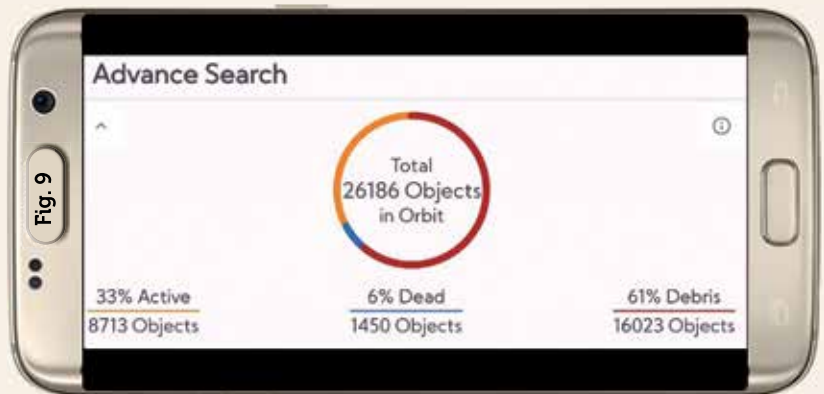 Fig. 9
Advance Search
Total
26186 Objects
in Orbit
33% Active
8713 Objects
6% Dead
1450 Objects
61% Debris
16023 Objects